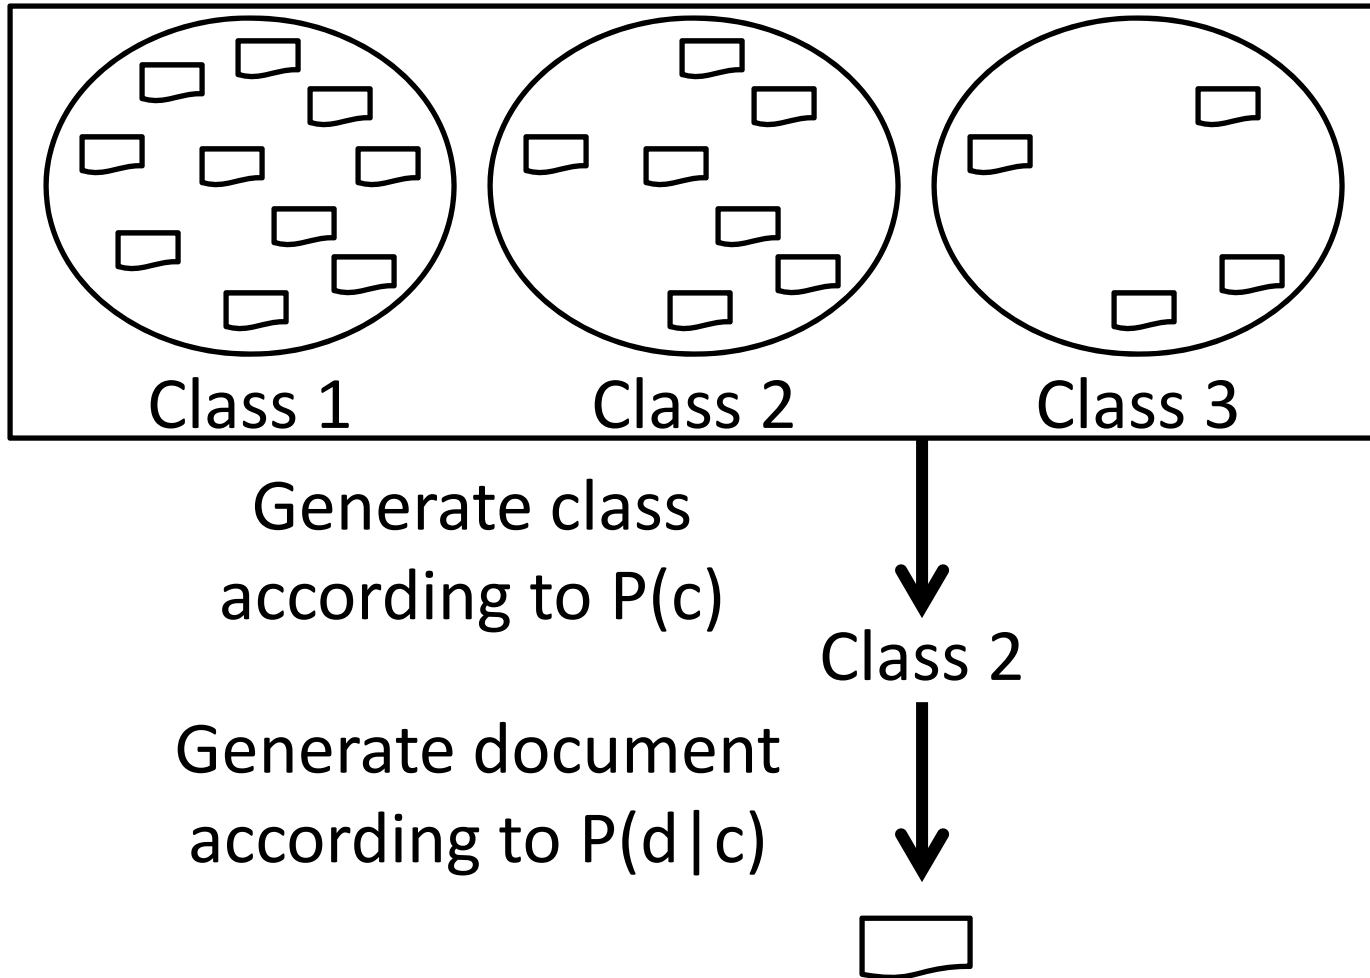 Class 1
Class 2
Class 3
Generate class
according to P(c)
Class 2
Generate document
according to P(d|c)